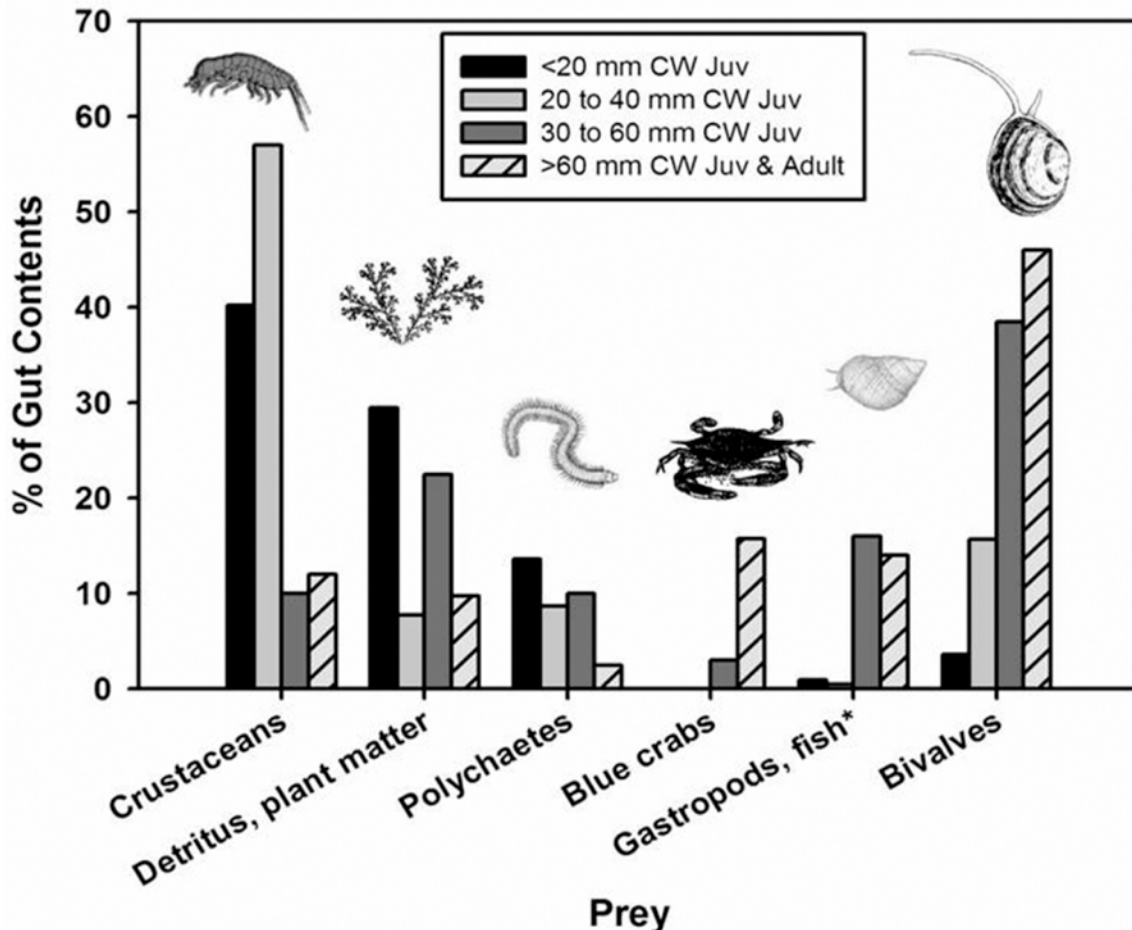 70
60
50
40
30
20
10
0
% of Gut Contents
<20 mm CW Juv
20 to 40 mm CW Juv
30 to 60 mm CW Juv
>60 mm CW Juv & Adult
Crustaceans
Detritus, plant matter
Polychaetes
Blue crabs
Gastropods, fish*
Bivalves
Prey